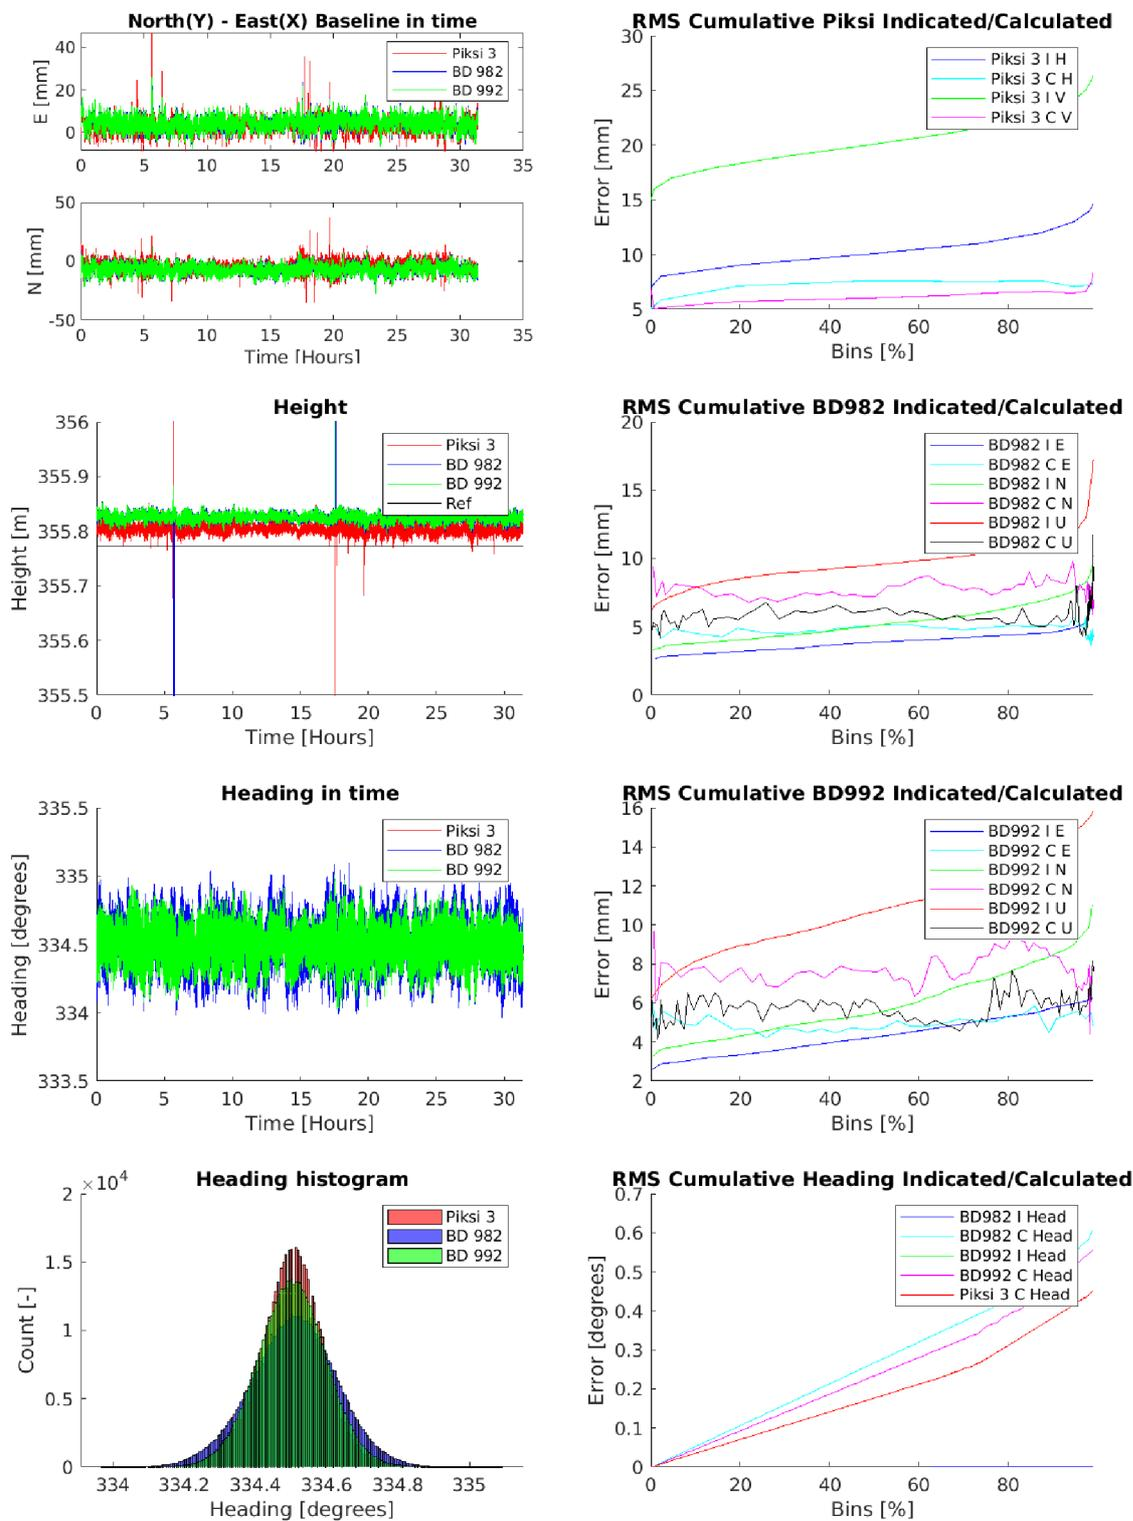 North(Y) - East(X) Baseline in time
E [mm]
40
20
0
Piksi 3
BD 982
BD 992
0 5 10 15 20 25 30 35
N [mm]
50
0
-50
0 5 10 15 20 25 30 35
Time [Hours]
RMS Cumulative Piksi Indicated/Calculated
Error [mm]
30
25
20
15
10
5
Piksi 3 I H
Piksi 3 C H
Piksi 3 I V
Piksi 3 C V
0 20 40 60 80
Bins [%]
Height
Height [m]
356
355.9
355.8
355.7
355.6
355.5
Piksi 3
BD 982
BD 992
Ref
0 5 10 15 20 25 30
Time [Hours]
RMS Cumulative BD982 Indicated/Calculated
Error [mm]
20
15
10
5
0
BD982 I E
BD982 C E
BD982 I N
BD982 C N
BD982 I U
BD982 C U
0 20 40 60 80
Bins [%]
Heading in time
Heading [degrees]
335.5
335
334.5
334
333.5
Piksi 3
BD 982
BD 992
0 5 10 15 20 25 30
Time [Hours]
RMS Cumulative BD992 Indicated/Calculated
Error [mm]
16
14
12
10
8
6
4
2
BD992 I E
BD992 C E
BD992 I N
BD992 C N
BD992 I U
BD992 C U
0 20 40 60 80
Bins [%]
Heading histogram
×10⁴
Count [-]
2
1.5
1
0.5
0
Piksi 3
BD 982
BD 992
334 334.2 334.4 334.6 334.8 335
Heading [degrees]
RMS Cumulative Heading Indicated/Calculated
Error [degrees]
0.7
0.6
0.5
0.4
0.3
0.2
0.1
0
BD982 I Head
BD982 C Head
BD992 I Head
BD992 C Head
Piksi 3 C Head
0 20 40 60 80
Bins [%]